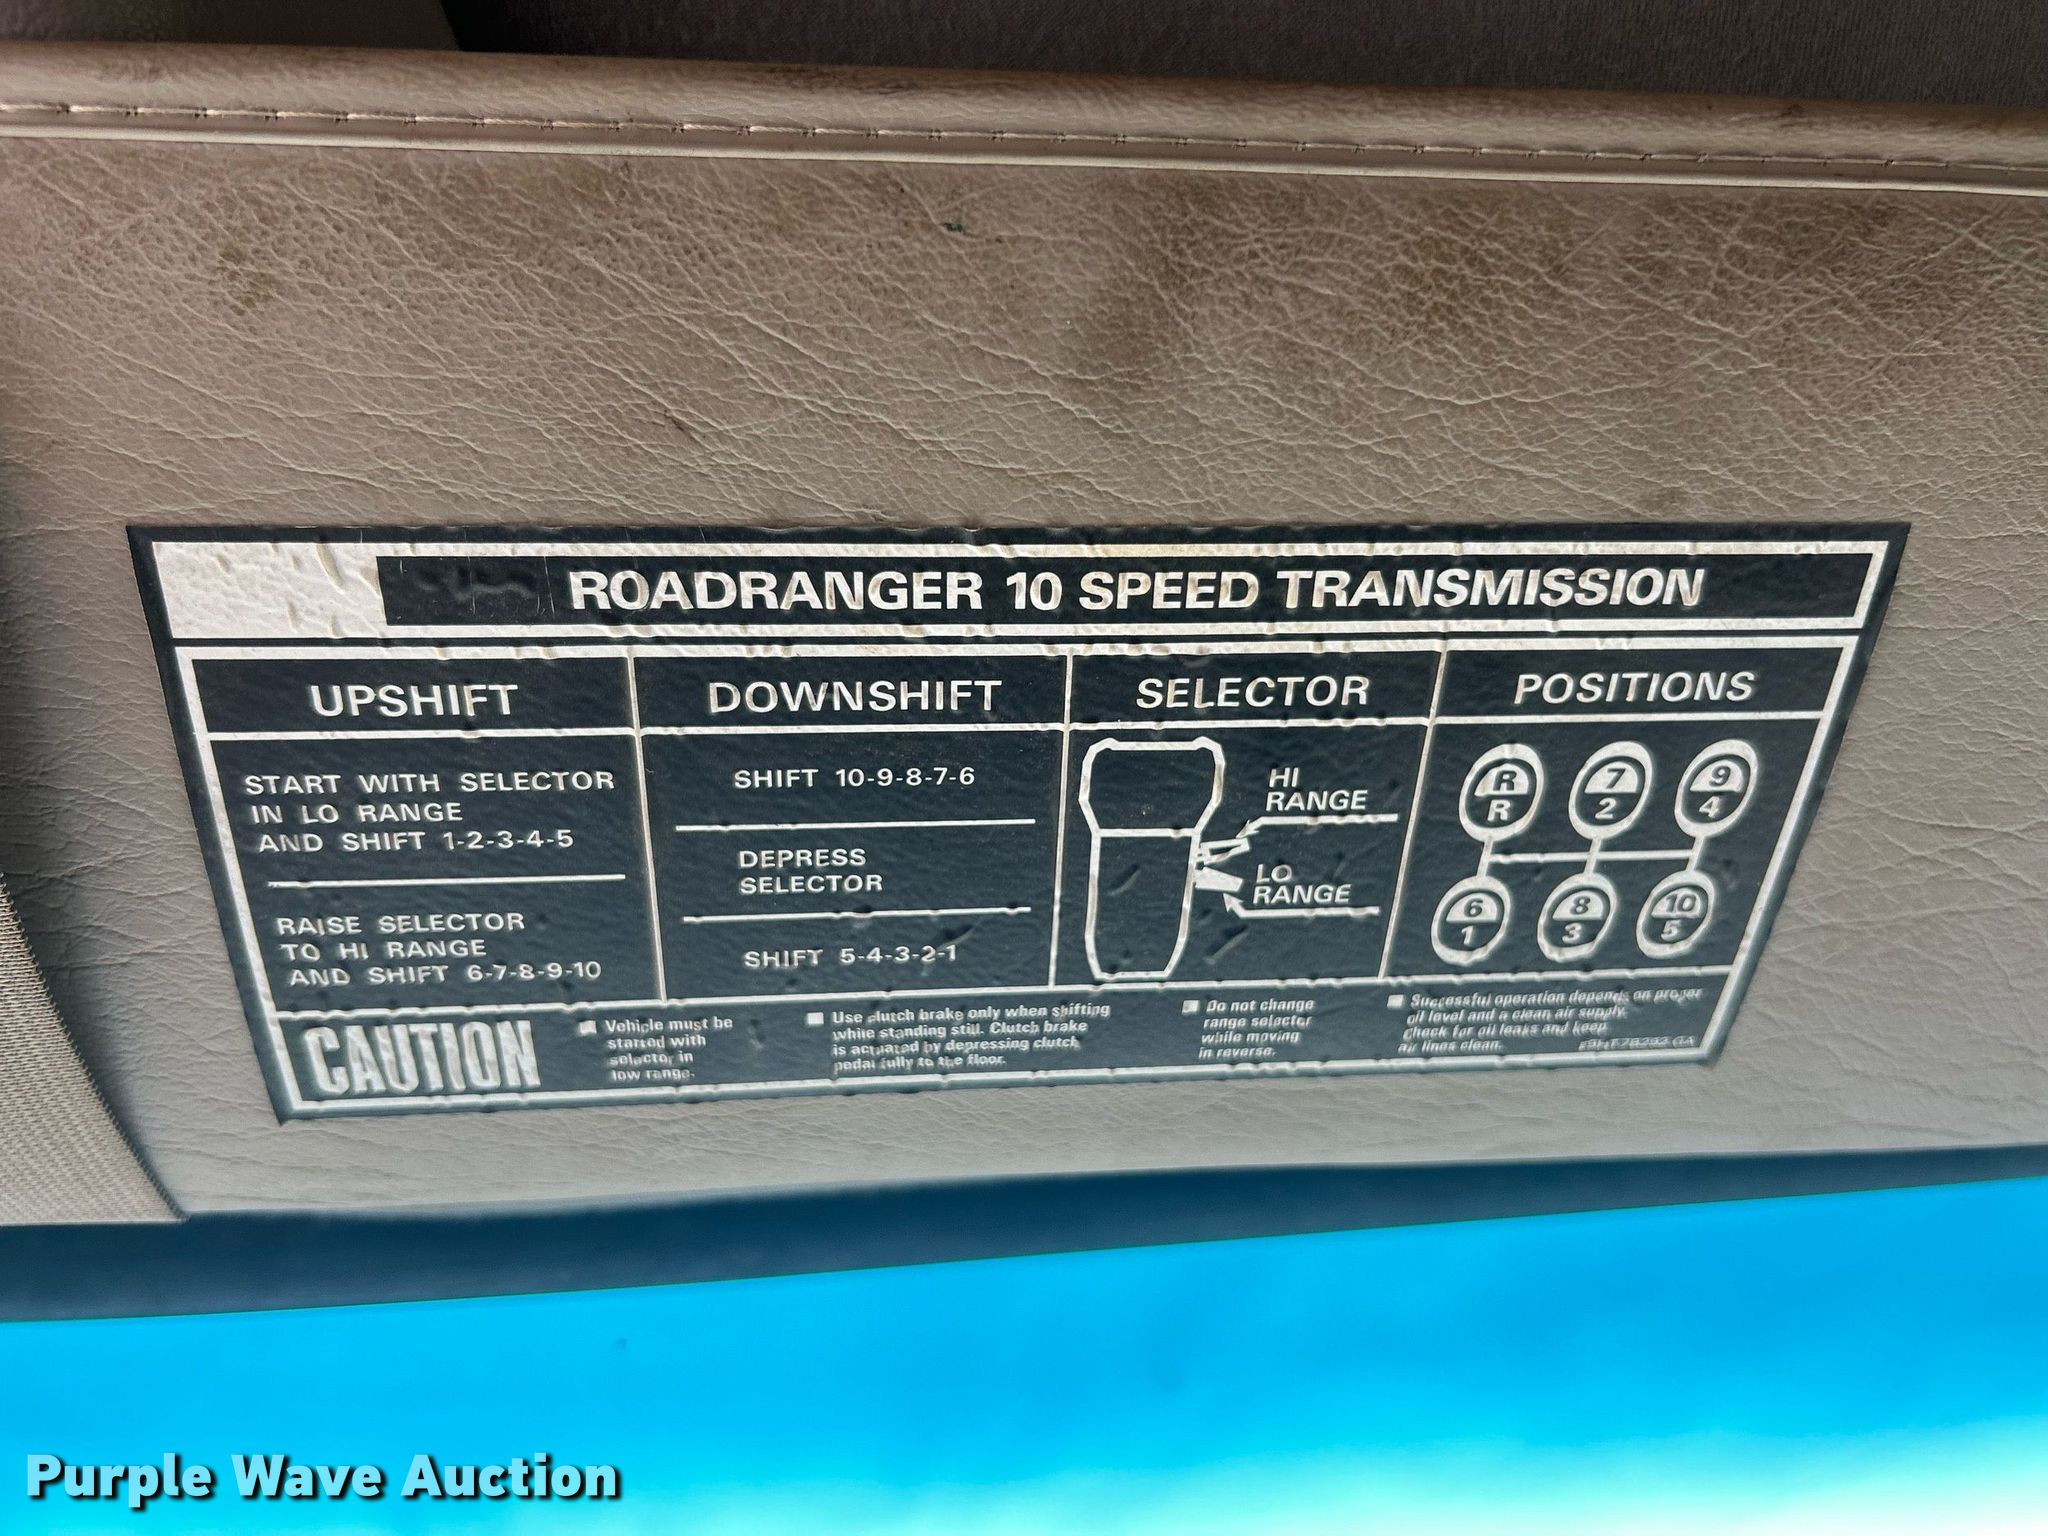 ROADRANGER 10 SPEED TRANSMISSION
UPSHIFT
START WITH SELECTOR
IN LO RANGE
AND SHIFT 1-2-3-4-5
RAISE SELECTOR
TO HI RANGE
AND SHIFT 6-7-8-9-10
DOWNSHIFT
SHIFT 10-9-8-7-6
DEPRESS
SELECTOR
SHIFT 5-4-3-2-1
SELECTOR
HI
RANGE
LO
RANGE
POSITIONS
R 7 9
R 2 4
6 8 10
1 3 5
CAUTION
Vehicle must be
started with
selector in
low range.
Use clutch brake only when shifting
while standing still. Clutch brake
is actuated by depressing clutch
pedal fully to the floor.
Do not change
range selector
while moving
in reverse.
Successful operation depends on proper
oil level and a clean air supply,
check for oil leaks and keep
air lines clean.
Purple Wave Auction